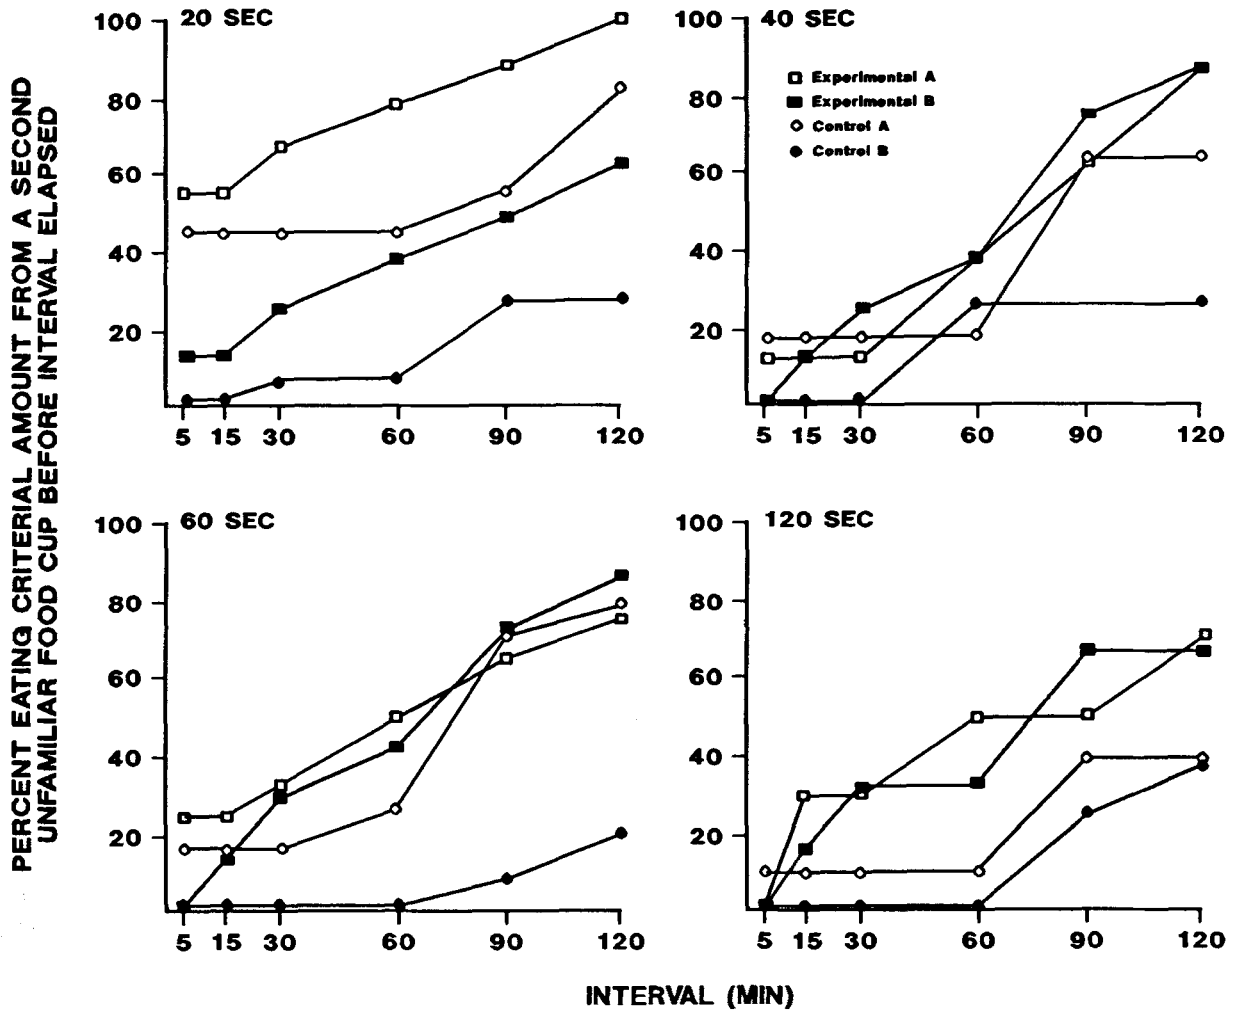 PERCENT EATING CRITERIAL AMOUNT FROM A SECOND
UNFAMILIAR FOOD CUP BEFORE INTERVAL ELAPSED
20 SEC
100
80
60
40
20
5 15 30 60 90 120
40 SEC
100
80
60
40
20
Experimental A
Experimental B
Control A
Control B
5 15 30 60 90 120
60 SEC
100
80
60
40
20
5 15 30 60 90 120
120 SEC
100
80
60
40
20
5 15 30 60 90 120
INTERVAL (MIN)